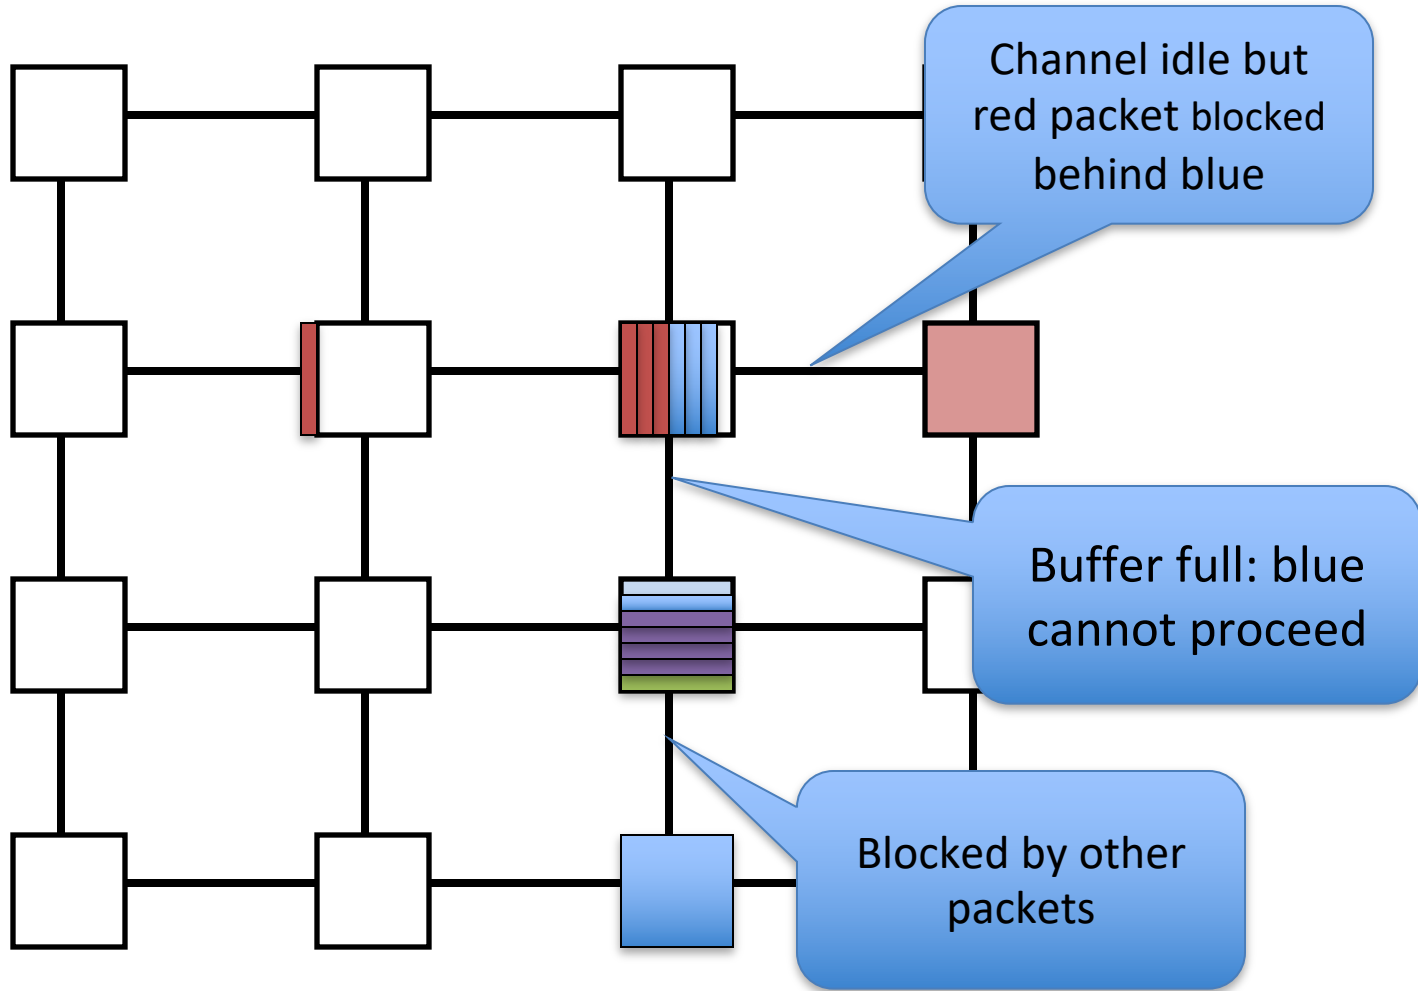 Channel idle but
red packet blocked
behind blue
Buffer full: blue
cannot proceed
Blocked by other
packets